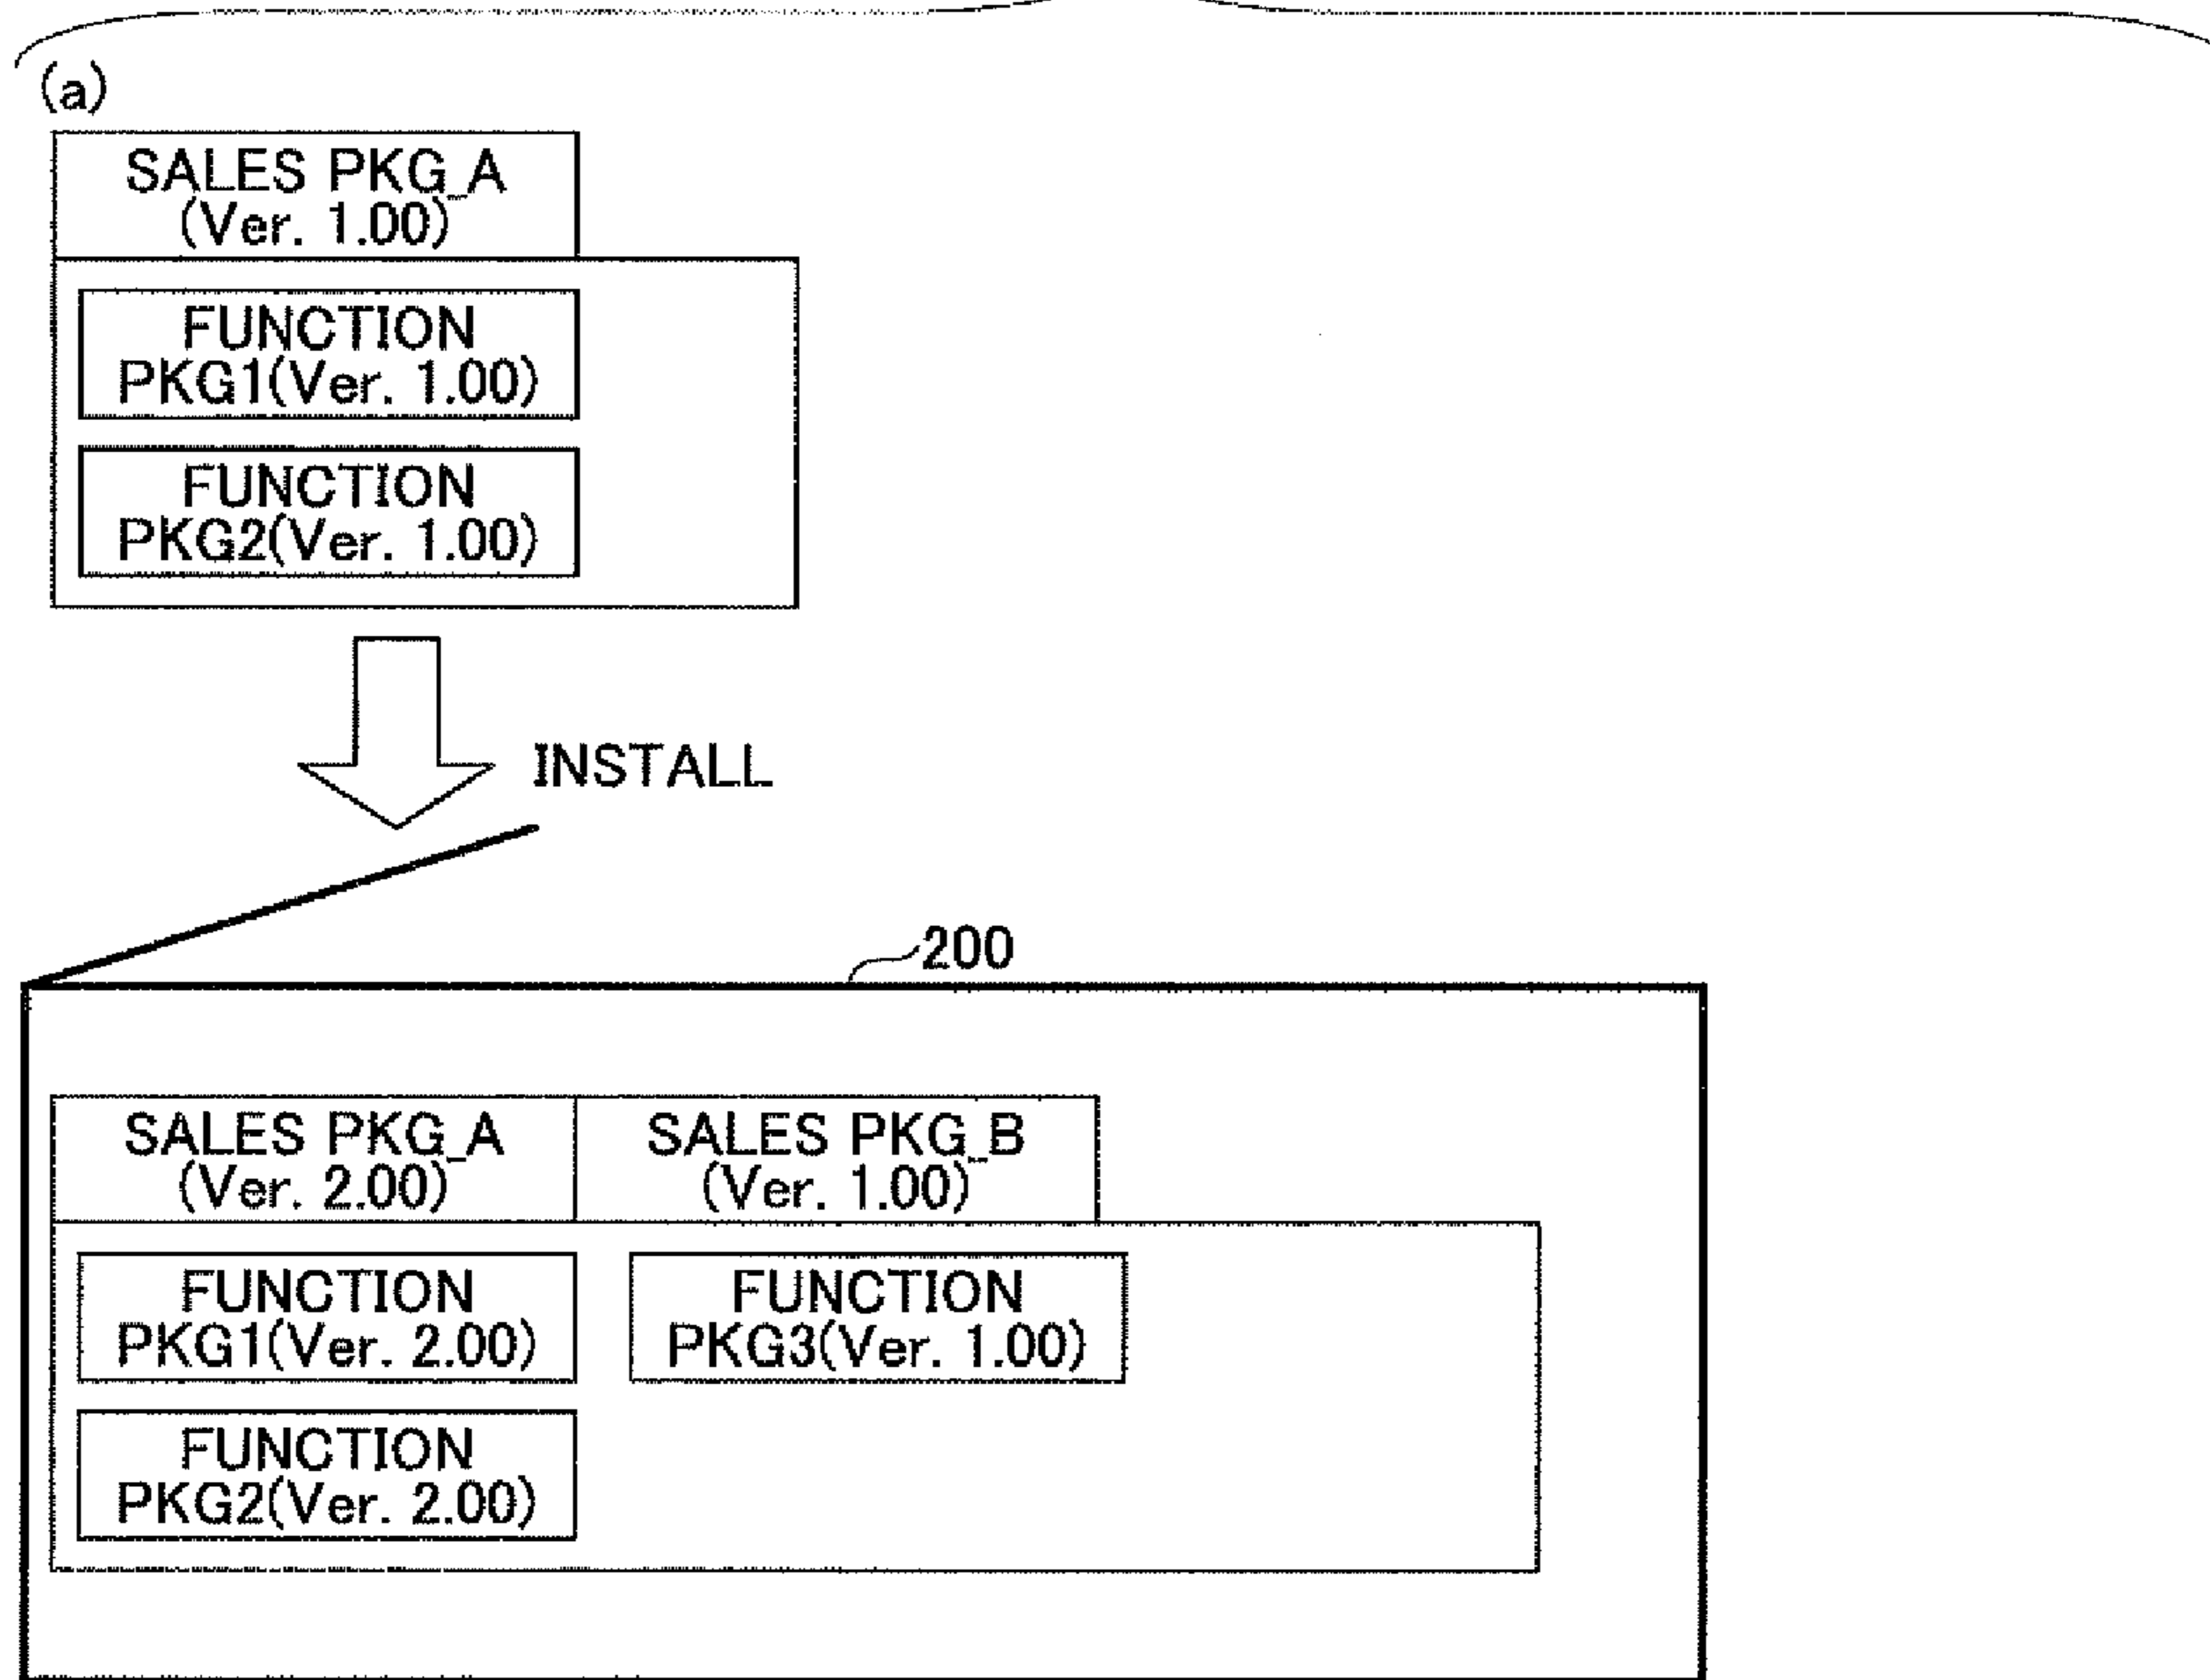 (a)
SALES PKG_A
(Ver. 1.00)
FUNCTION
PKG1(Ver. 1.00)
FUNCTION
PKG2(Ver. 1.00)
INSTALL
200
SALES PKG_A
(Ver. 2.00)
SALES PKG_B
(Ver. 1.00)
FUNCTION
PKG1(Ver. 2.00)
FUNCTION
PKG3(Ver. 1.00)
FUNCTION
PKG2(Ver. 2.00)